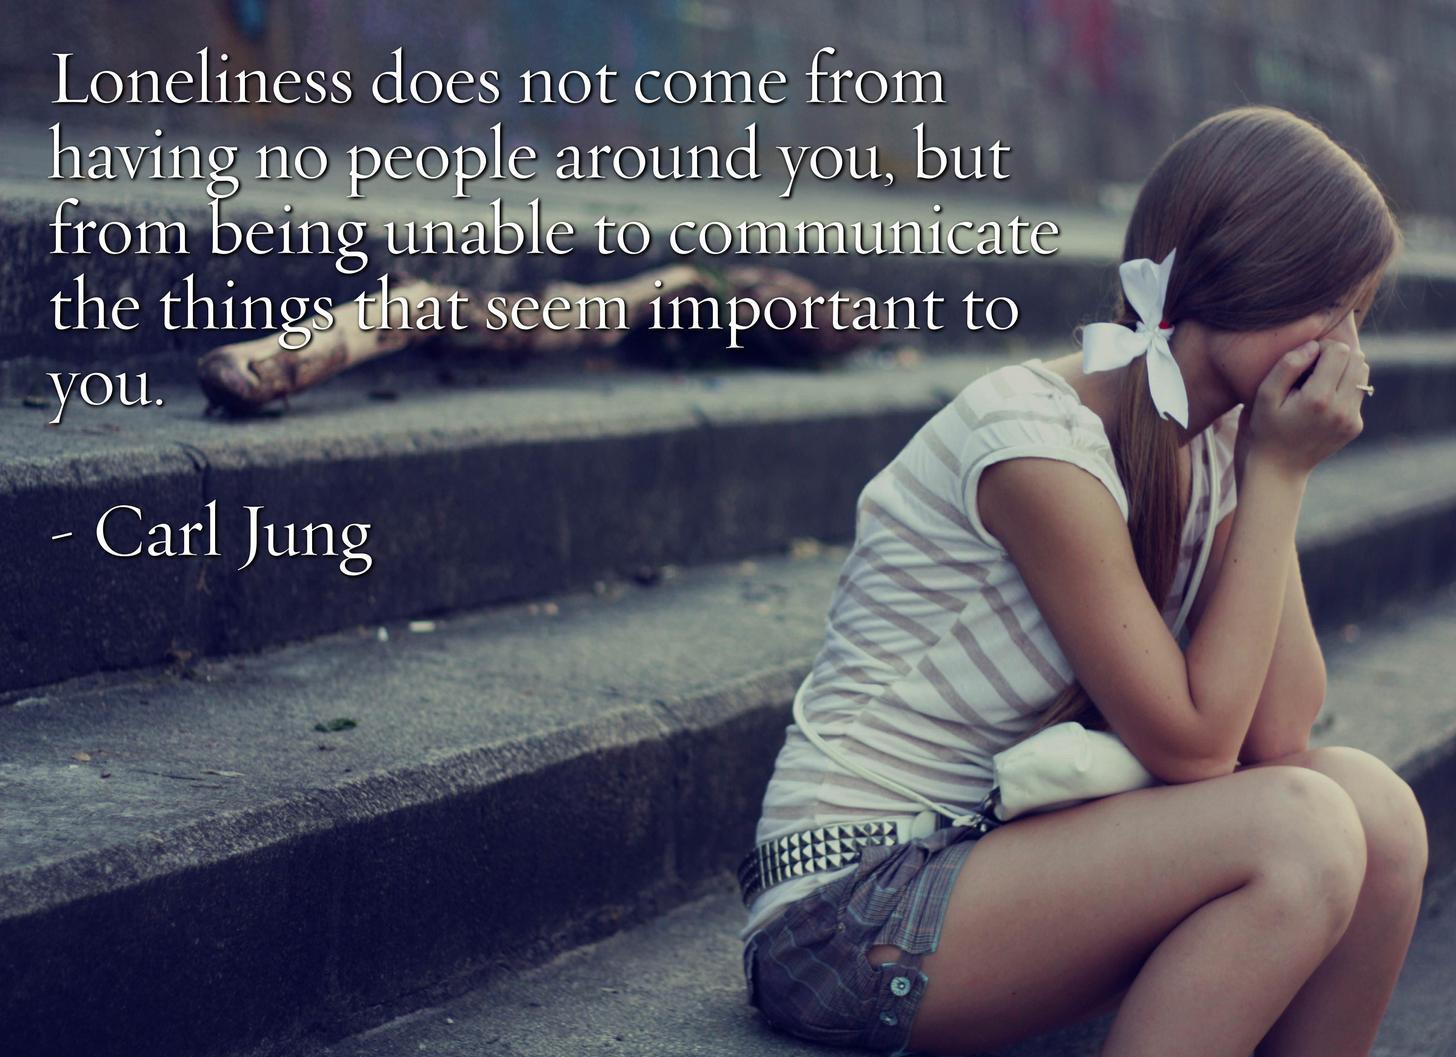 Loneliness does not come from
having no people around you, but
from being unable to communicate
the things that seem important to
you.
- Carl Jung